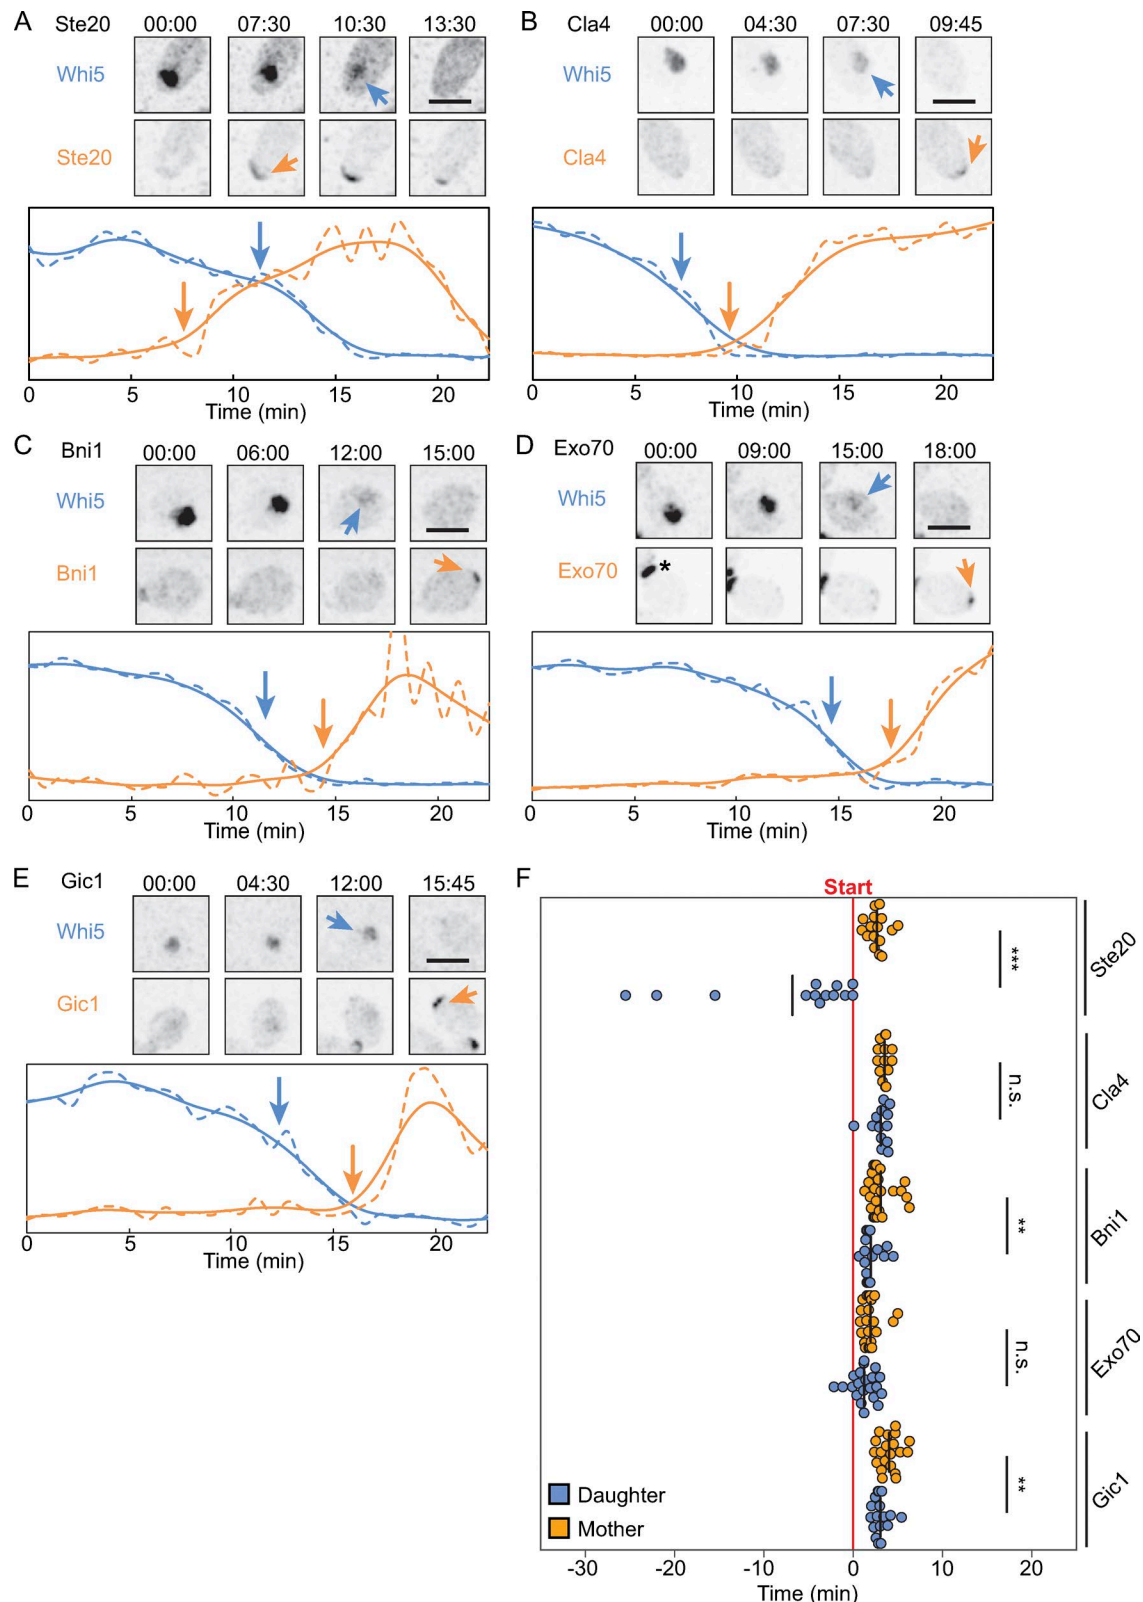 A Ste20 00:00 07:30 10:30 13:30
Whi5
Ste20
0 5 10 15 20
Time (min)
B Cla4 00:00 04:30 07:30 09:45
Whi5
Cla4
0 5 10 15 20
Time (min)
C Bni1 00:00 06:00 12:00 15:00
Whi5
Bni1
0 5 10 15 20
Time (min)
D Exo70 00:00 09:00 15:00 18:00
Whi5
Exo70 *
0 5 10 15 20
Time (min)
E Gic1 00:00 04:30 12:00 15:45
Whi5
Gic1
0 5 10 15 20
Time (min)
F
Start
*** Ste20
n.s. Cla4
** Bni1
n.s. Exo70
** Gic1
Daughter
Mother
-30 -20 -10 0 10 20
Time (min)